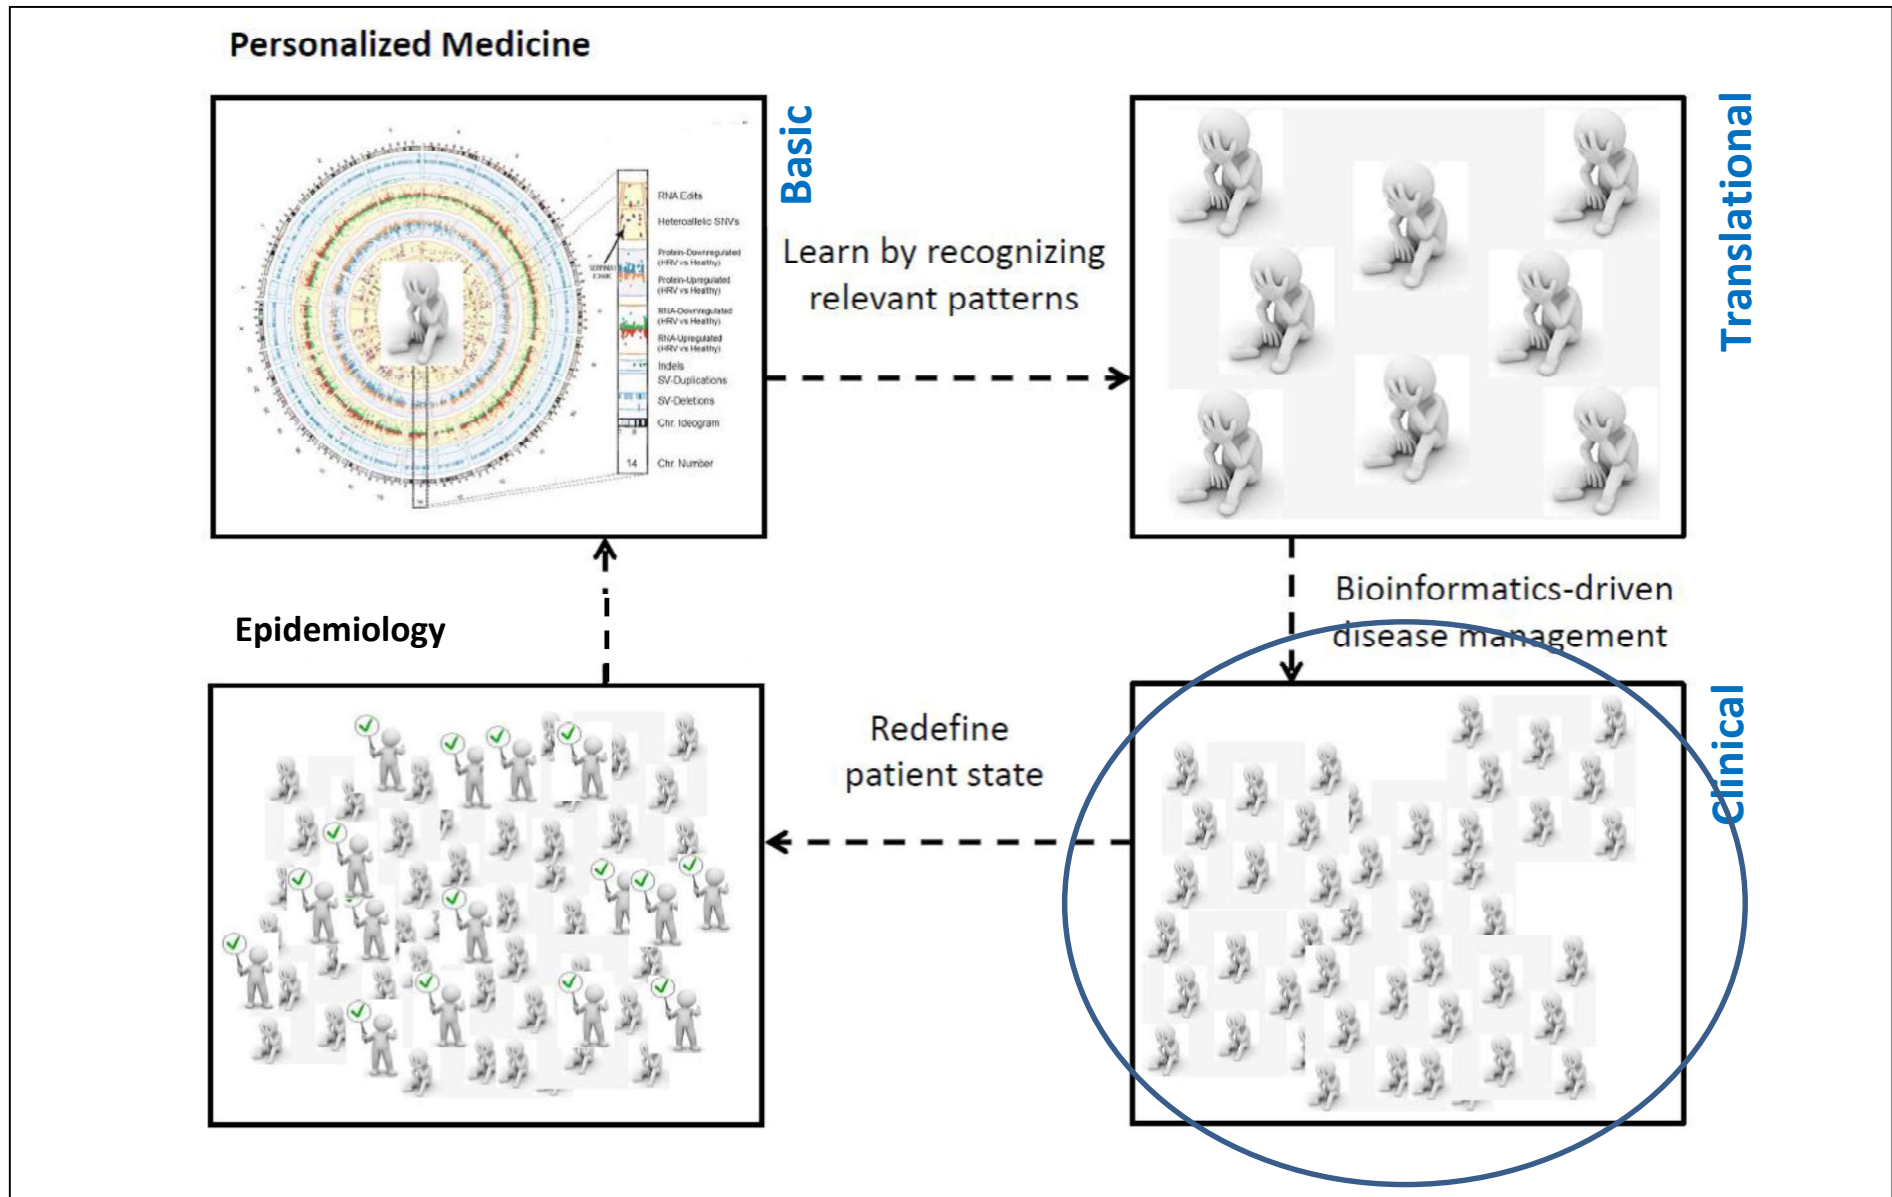 Personalized Medicine
Basic
RNA Edits
Heteroallelic SNVs
Protein-Downregulated
(HRV vs Healthy)
Protein-Upregulated
(HRV vs Healthy)
RNA-Downregulated
(HRV vs Healthy)
RNA-Upregulated
(HRV vs Healthy)
Indels
SV-Duplications
SV-Deletions
Chr. Ideogram
14 Chr. Number
Learn by recognizing
relevant patterns
Translational
Bioinformatics-driven
disease management
Clinical
Redefine
patient state
Epidemiology